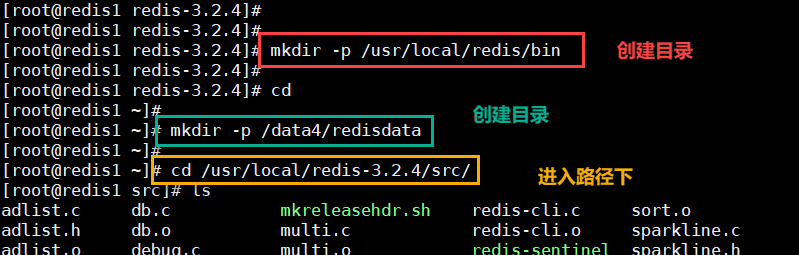 [root@redis1 redis-3.2.4]#
[root@redis1 redis-3.2.4]#
[root@redis1 redis-3.2.4]# mkdir -p /usr/local/redis/bin 创建目录
[root@redis1 redis-3.2.4]#
[root@redis1 redis-3.2.4]# cd
[root@redis1 ~]#
[root@redis1 ~]# mkdir -p /data4/redisdata 创建目录
[root@redis1 ~]#
[root@redis1 ~]# cd /usr/local/redis-3.2.4/src/ 进入路径下
[root@redis1 src]# ls
adlist.c db.c mkreleasehdr.sh redis-cli.c sort.o
adlist.h db.o multi.c redis-cli.o sparkline.c
adlist.o debug.c multi.o redis-sentinel sparkline.h